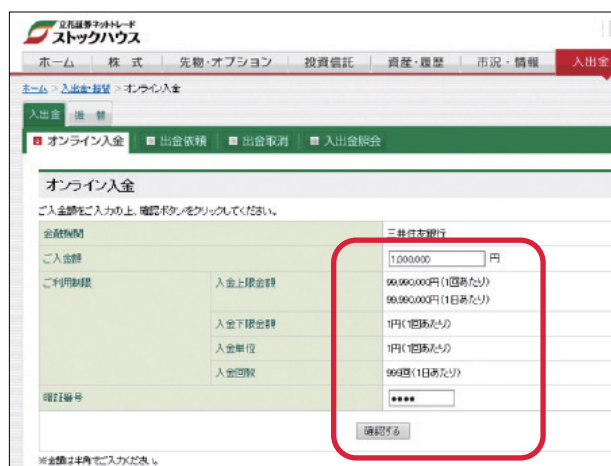 立花証券ネットトレード
ストックハウス
ホーム 株 式 先物・オプション 投資信託 資産・履歴 市況・情報 入出金
ホーム > 入出金・振替 > オンライン入金
入出金 振 替
オンライン入金 出金依頼 出金取消 入出金照会
オンライン入金
ご入金額をご入力の上、確認ボタンをクリックしてください。
金融機関 三井住友銀行
ご入金額 1,000,000 円
ご利用制限 入金上限金額 99,990,000円(1回あたり)
99,990,000円(1日あたり)
入金下限金額 1円(1回あたり)
入金単位 1円(1回あたり)
入金回数 999回(1日あたり)
暗証番号 ●●●●
確認する
※金額は半角でご入力ください。